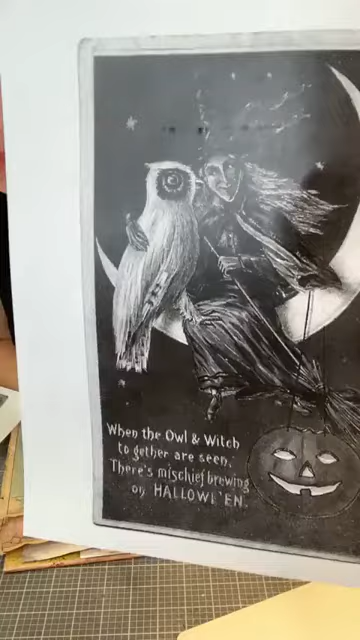 When the Owl & Witch
to gether are seen,
There's mischief brewing
on HALLOWE'EN.